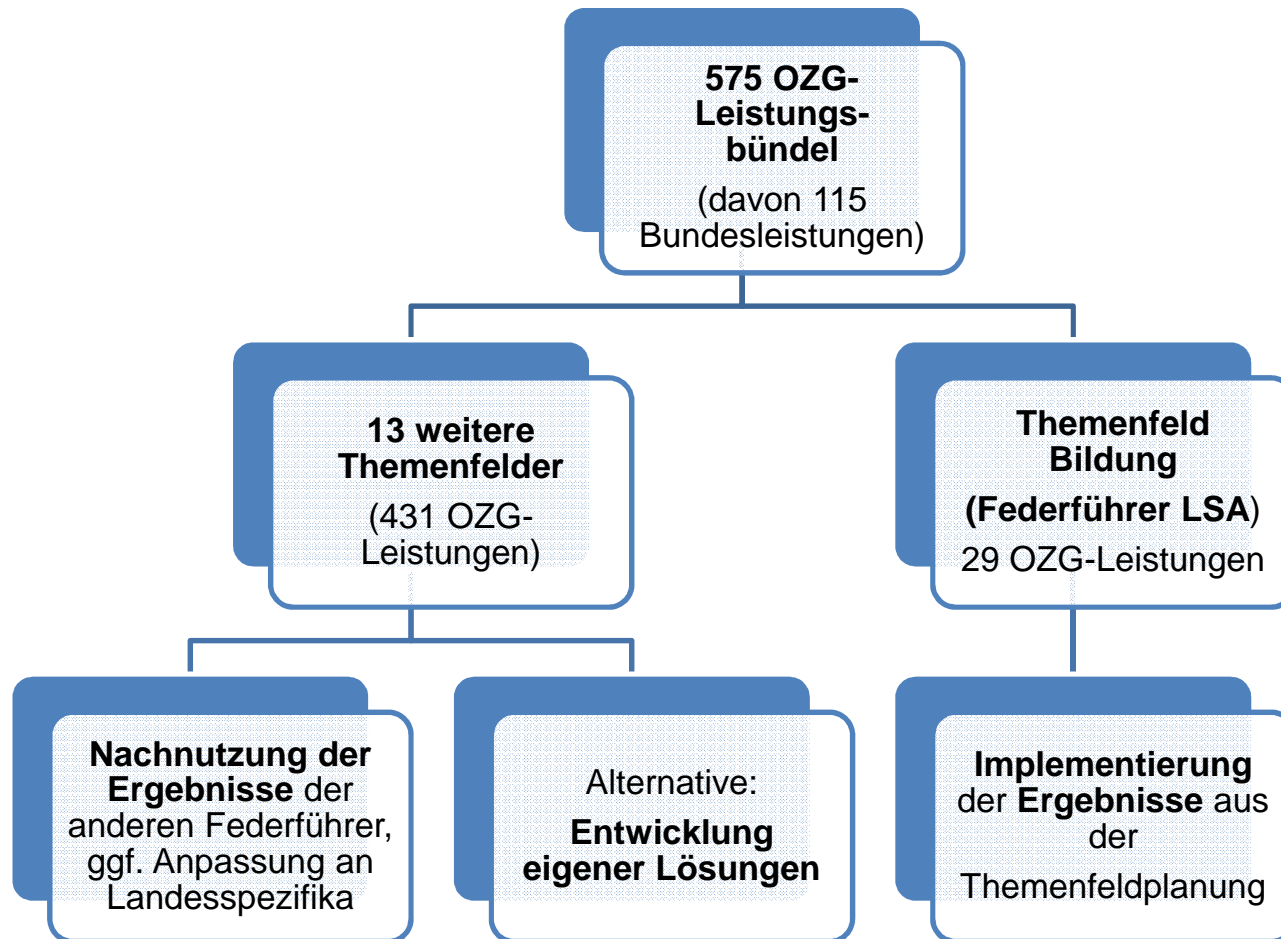 575 OZG-
Leistungs-
bündel
(davon 115
Bundesleistungen)
13 weitere
Themenfelder
(431 OZG-
Leistungen)
Themenfeld
Bildung
(Federführer LSA)
29 OZG-Leistungen
Nachnutzung der
Ergebnisse der
anderen Federführer,
ggf. Anpassung an
Landesspezifika
Alternative:
Entwicklung
eigener Lösungen
Implementierung
der Ergebnisse aus
der
Themenfeldplanung